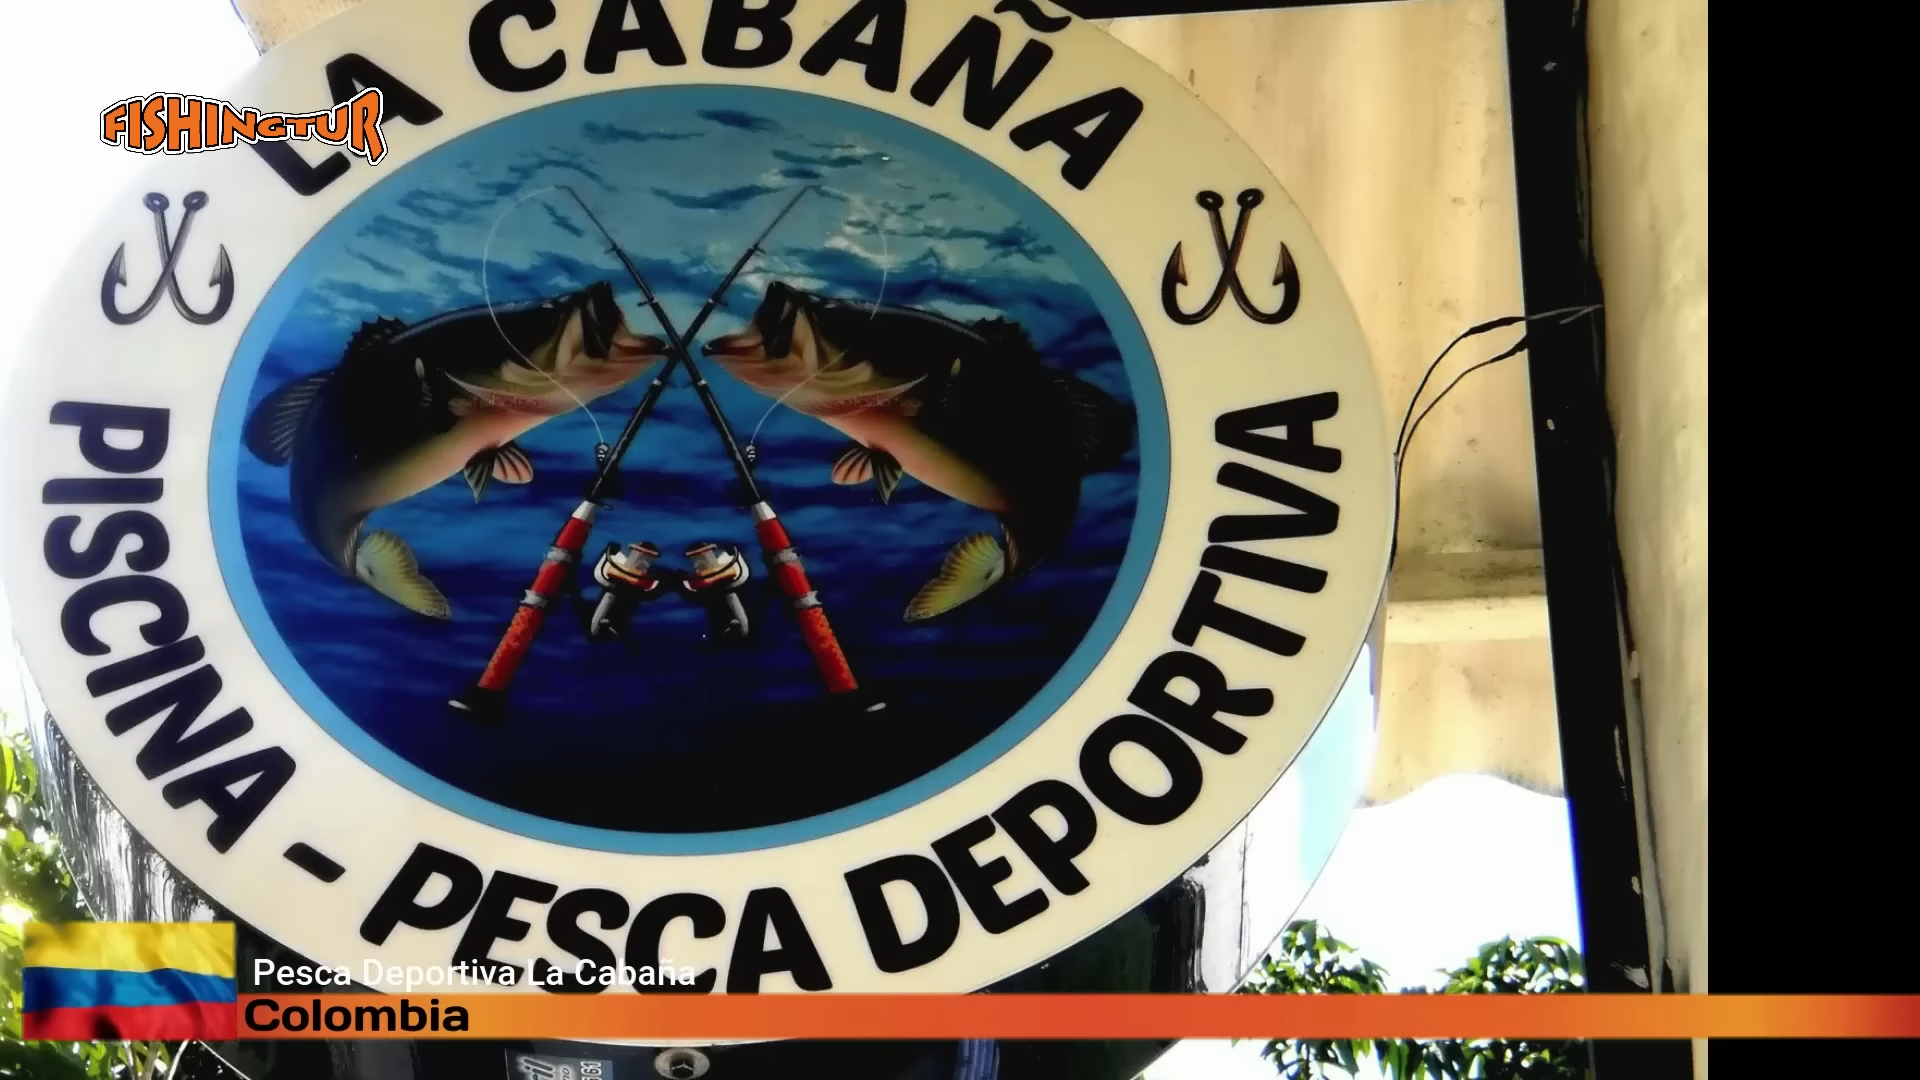 LA CABAÑA
FISHINGTUR
PISCINA - PESCA DEPORTIVA
Pesca Deportiva La Cabaña
Colombia